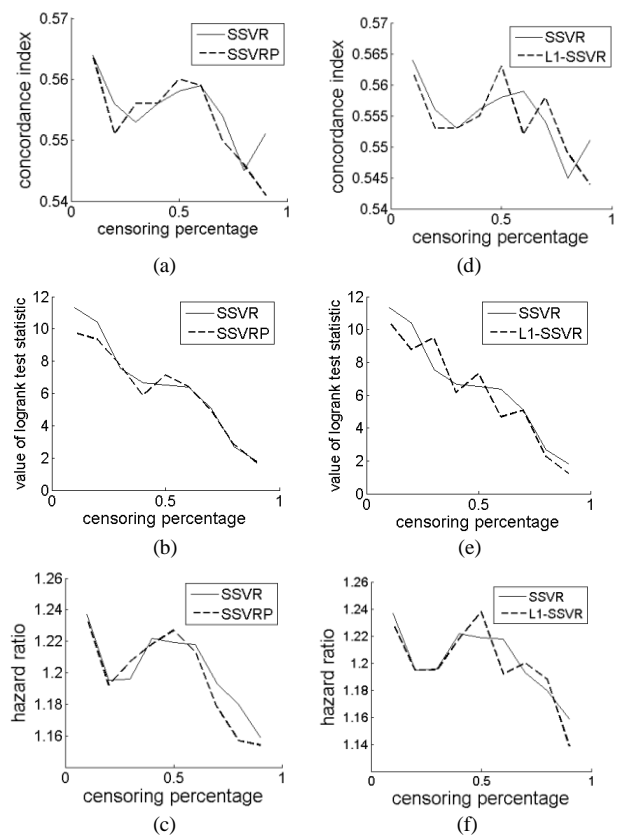 0.57
0.56
0.55
0.54
concordance index
SSVR
SSVRP
0
0.5
1
censoring percentage
(a)
0.57
0.565
0.56
0.555
0.55
0.545
0.54
concordance index
SSVR
L1-SSVR
0
0.5
1
censoring percentage
(d)
12
10
8
6
4
2
0
value of logrank test statistic
SSVR
SSVRP
0
0.5
1
censoring percentage
(b)
12
10
8
6
4
2
0
value of logrank test statistic
SSVR
L1-SSVR
0
0.5
1
censoring percentage
(e)
1.26
1.24
1.22
1.2
1.18
1.16
hazard ratio
SSVR
SSVRP
0
0.5
1
censoring percentage
(c)
1.26
1.24
1.22
1.2
1.18
1.16
1.14
hazard ratio
SSVR
L1-SSVR
0
0.5
1
censoring percentage
(f)